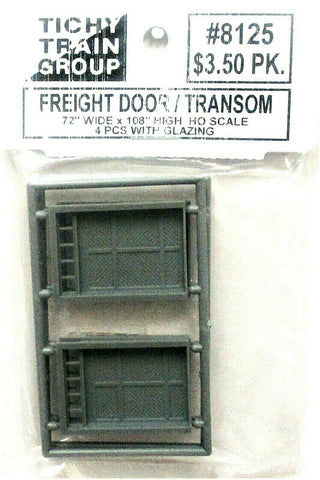 TICHY
TRAIN
GROUP
#8125
$3.50 PK.
FREIGHT DOOR / TRANSOM
72" WIDE x 108" HIGH HO SCALE
4 PCS WITH GLAZING